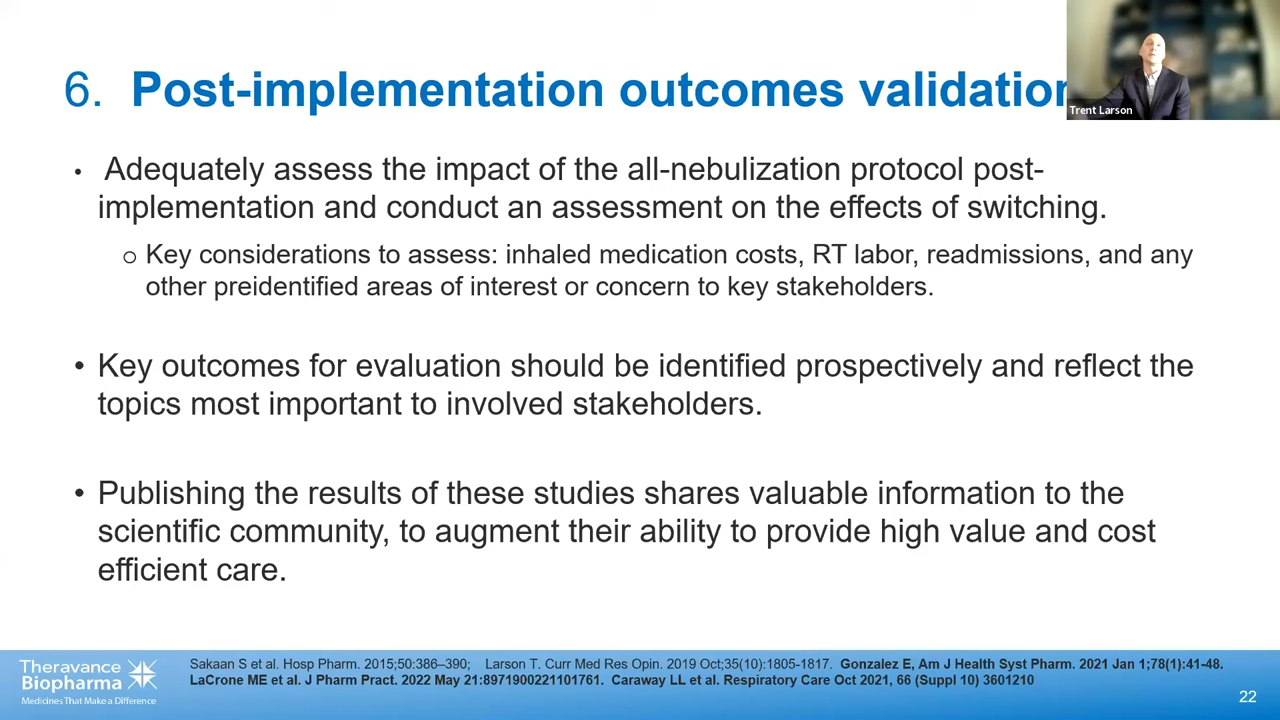 6. Post-implementation outcomes validation
Trent Larson
• Adequately assess the impact of the all-nebulization protocol post-
implementation and conduct an assessment on the effects of switching.
o Key considerations to assess: inhaled medication costs, RT labor, readmissions, and any
other preidentified areas of interest or concern to key stakeholders.
• Key outcomes for evaluation should be identified prospectively and reflect the
topics most important to involved stakeholders.
• Publishing the results of these studies shares valuable information to the
scientific community, to augment their ability to provide high value and cost
efficient care.
Theravance
Biopharma
Medicines That Make a Difference
Sakaan S et al. Hosp Pharm. 2015;50:386–390; Larson T. Curr Med Res Opin. 2019 Oct;35(10):1805-1817. Gonzalez E, Am J Health Syst Pharm. 2021 Jan 1;78(1):41-48.
LaCrone ME et al. J Pharm Pract. 2022 May 21:8971900221101761. Caraway LL et al. Respiratory Care Oct 2021, 66 (Suppl 10) 3601210
22